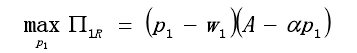 max Π₁R = (p₁ − w₁)(A − αp₁)
p₁